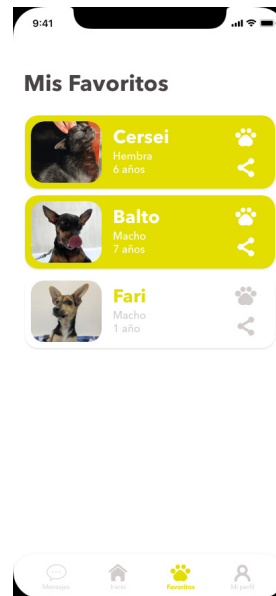 9:41
Mis Favoritos
Cersei
Hembra
6 años
Balto
Macho
7 años
Fari
Macho
1 año
Mensajes
Inicio
Favoritos
Mi perfil